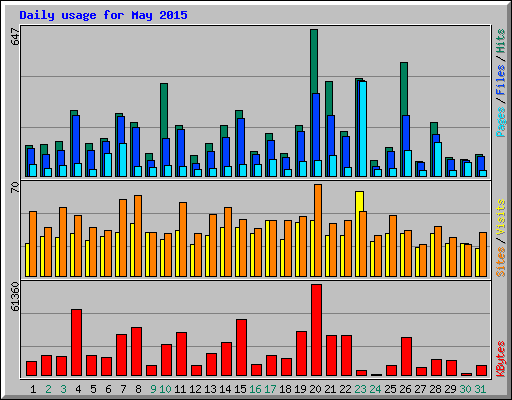 Daily usage for May 2015
647
Pages / Files / Hits
70
Sites / Visits
61360
KBytes
1 2 3 4 5 6 7 8 9 10 11 12 13 14 15 16 17 18 19 20 21 22 23 24 25 26 27 28 29 30 31